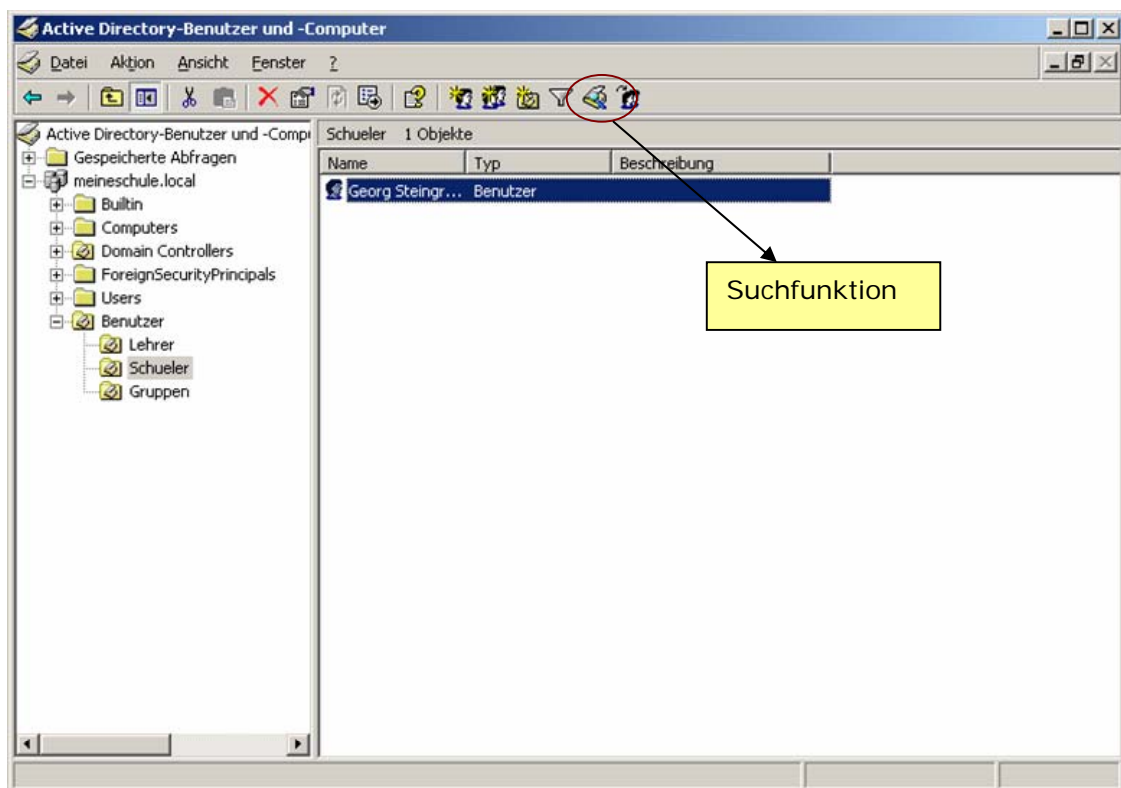 Active Directory-Benutzer und -Computer
Datei Aktion Ansicht Fenster ?
Active Directory-Benutzer und -Compu
Schueler 1 Objekte
Gespeicherte Abfragen
Name Typ Beschreibung
meineschule.local
Georg Steingr... Benutzer
Builtin
Computers
Domain Controllers
ForeignSecurityPrincipals
Users
Benutzer
Lehrer
Schueler
Gruppen
Suchfunktion